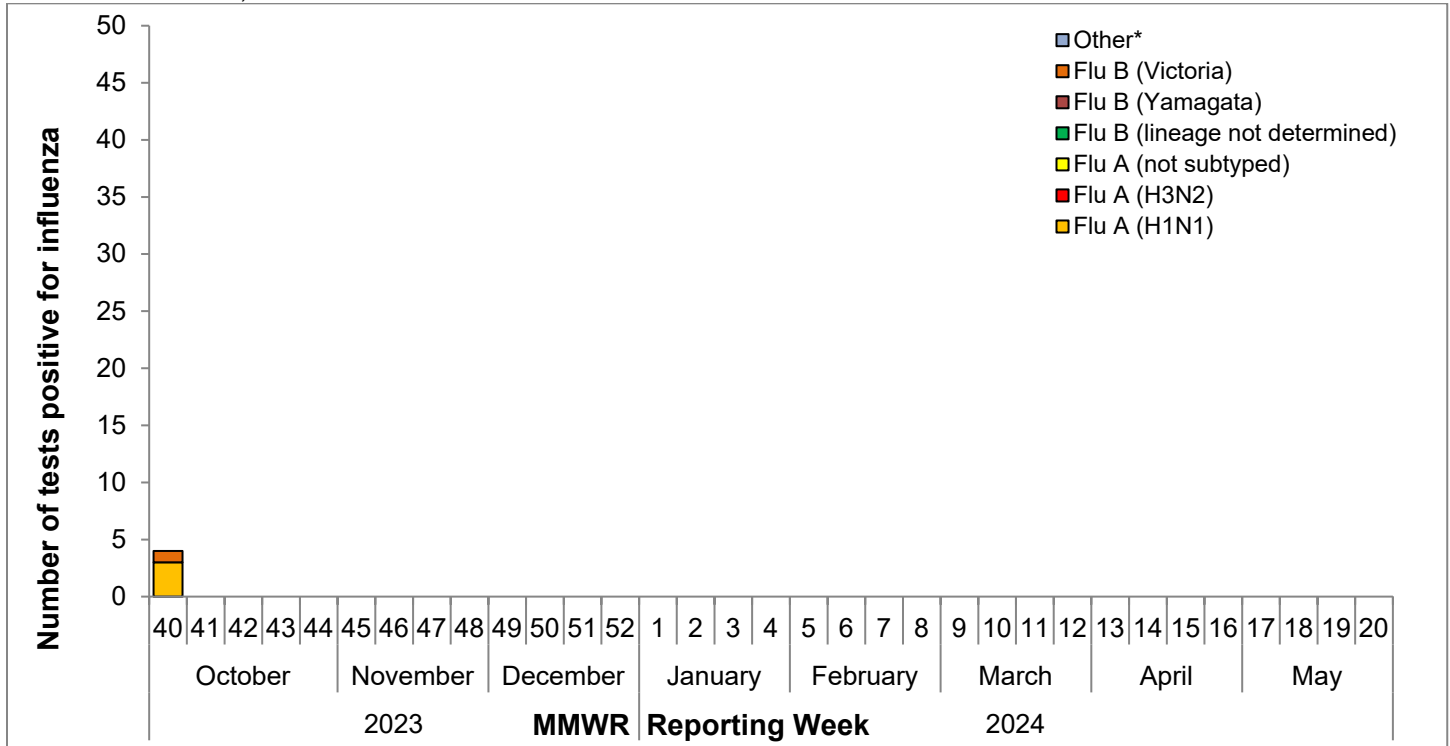 50
45
40
35
30
25
20
15
10
5
0
Number of tests positive for influenza
Other*
Flu B (Victoria)
Flu B (Yamagata)
Flu B (lineage not determined)
Flu A (not subtyped)
Flu A (H3N2)
Flu A (H1N1)
40 41 42 43 44 45 46 47 48 49 50 51 52 1 2 3 4 5 6 7 8 9 10 11 12 13 14 15 16 17 18 19 20
October November December January February March April May
2023 MMWR Reporting Week 2024